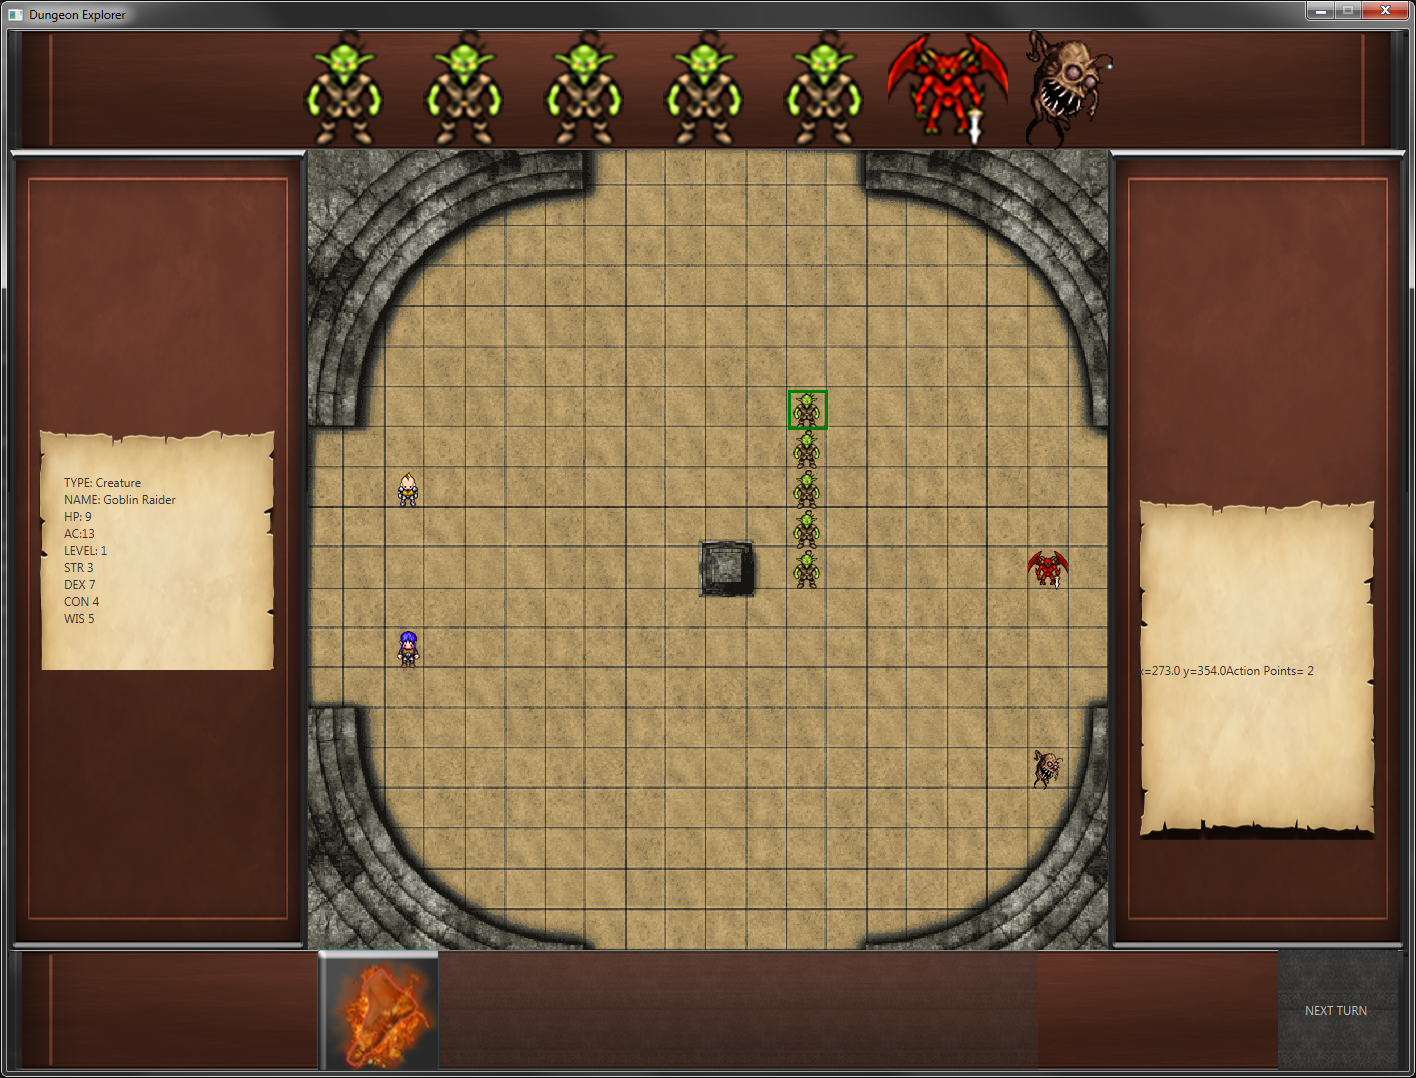 Dungeon Explorer
TYPE: Creature
NAME: Goblin Raider
HP: 9
AC:13
LEVEL: 1
STR 3
DEX 7
CON 4
WIS 5
x=273.0 y=354.0Action Points= 2
NEXT TURN